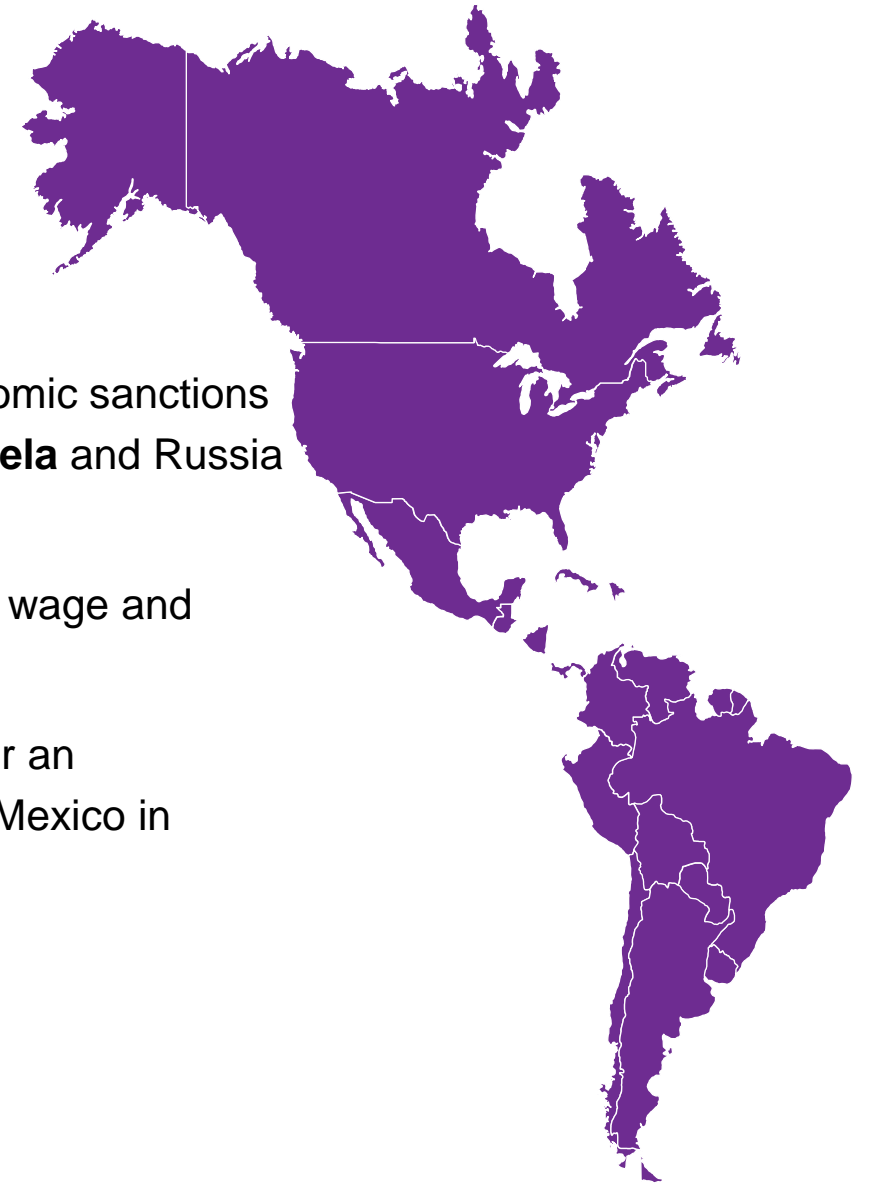 omic sanctions
ela and Russia
wage and
r an
Mexico in